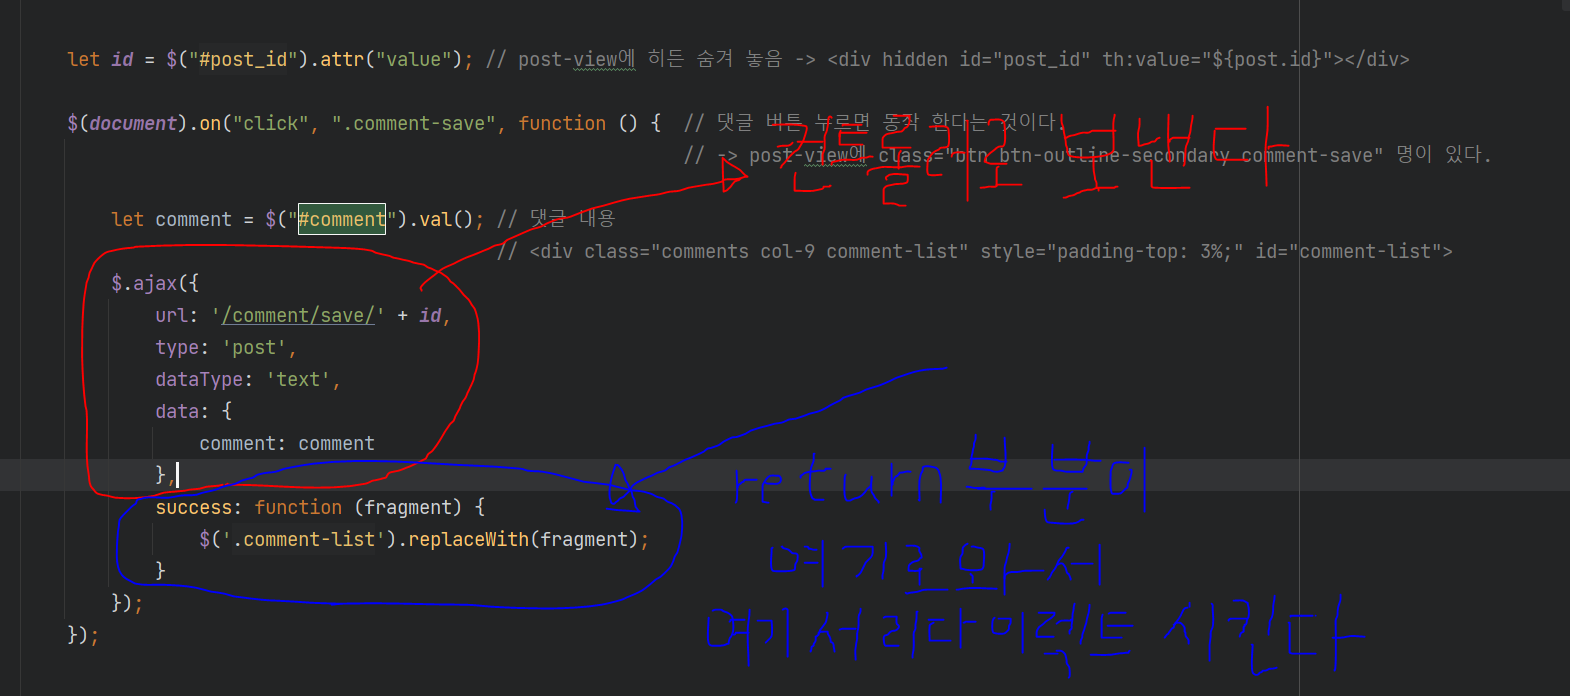 let id = $("#post_id").attr("value"); // post-view에 히든 숨겨 놓음 -> <div hidden id="post_id" th:value="${post.id}"></div>
$(document).on("click", ".comment-save", function () { // 댓글 버튼 누르면 동작 한다는 것이다.
// -> post-view에 class="btn btn-outline-secondary comment-save" 명이 있다.
컨트롤러로 보낸다
let comment = $("#comment").val(); // 댓글 내용
// <div class="comments col-9 comment-list" style="padding-top: 3%;" id="comment-list">
$.ajax({
url: '/comment/save/' + id,
type: 'post',
dataType: 'text',
data: {
comment: comment
},
success: function (fragment) {
$('.comment-list').replaceWith(fragment);
}
});
});
return 부분이
여기로와서
여기서리다이렉트 시킨다